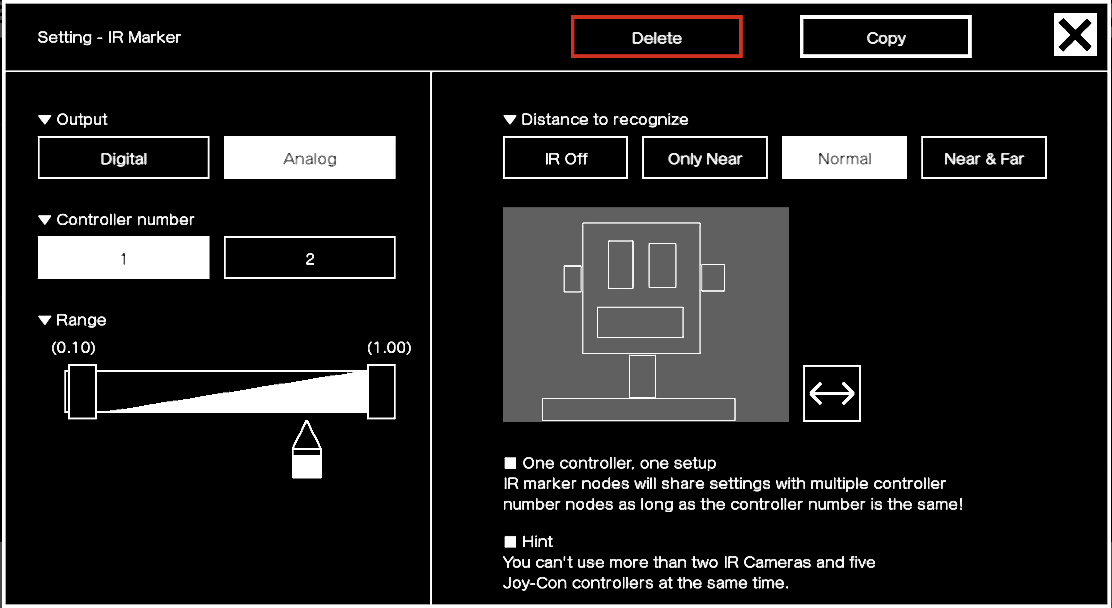 Setting - IR Marker
Delete
Copy
▼ Output
Digital
Analog
▼ Controller number
1
2
▼ Range
(0.10)
(1.00)
▼ Distance to recognize
IR Off
Only Near
Normal
Near & Far
■ One controller, one setup
IR marker nodes will share settings with multiple controller
number nodes as long as the controller number is the same!
■ Hint
You can't use more than two IR Cameras and five
Joy-Con controllers at the same time.